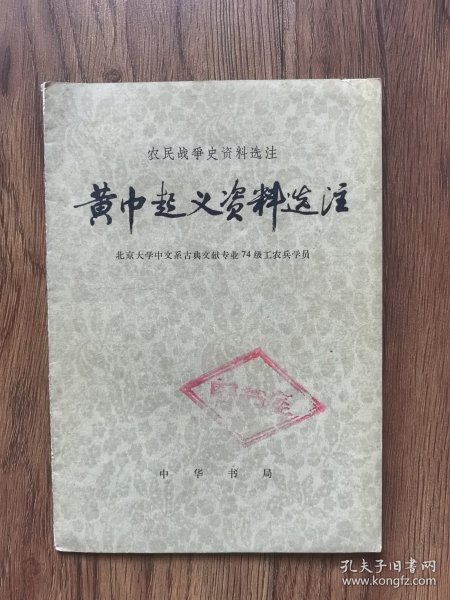 农民战争史资料选注
黄巾起义资料选注
北京大学中文系古典文献专业74级工农兵学员
中华书局
孔夫子旧书网
www.kongfz.com